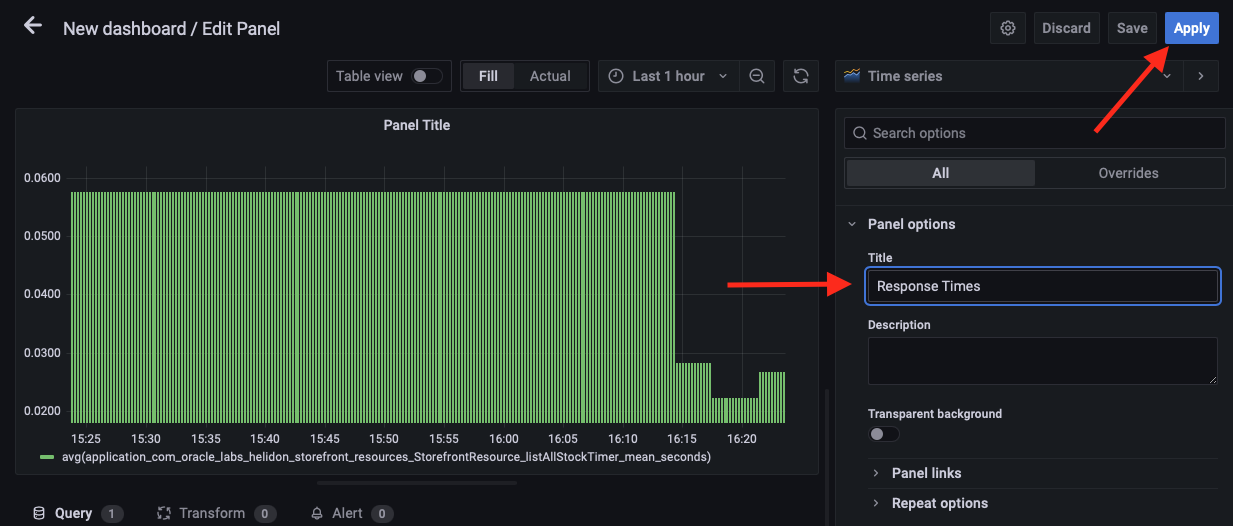 New dashboard / Edit Panel
Discard
Save
Apply
Table view
Fill
Actual
Last 1 hour
Time series
Panel Title
0.0600
0.0500
0.0400
0.0300
0.0200
15:25 15:30 15:35 15:40 15:45 15:50 15:55 16:00 16:05 16:10 16:15 16:20
avg(application_com_oracle_labs_helidon_storefront_resources_StorefrontResource_listAllStockTimer_mean_seconds)
Query 1
Transform 0
Alert 0
Search options
All
Overrides
Panel options
Title
Response Times
Description
Transparent background
Panel links
Repeat options